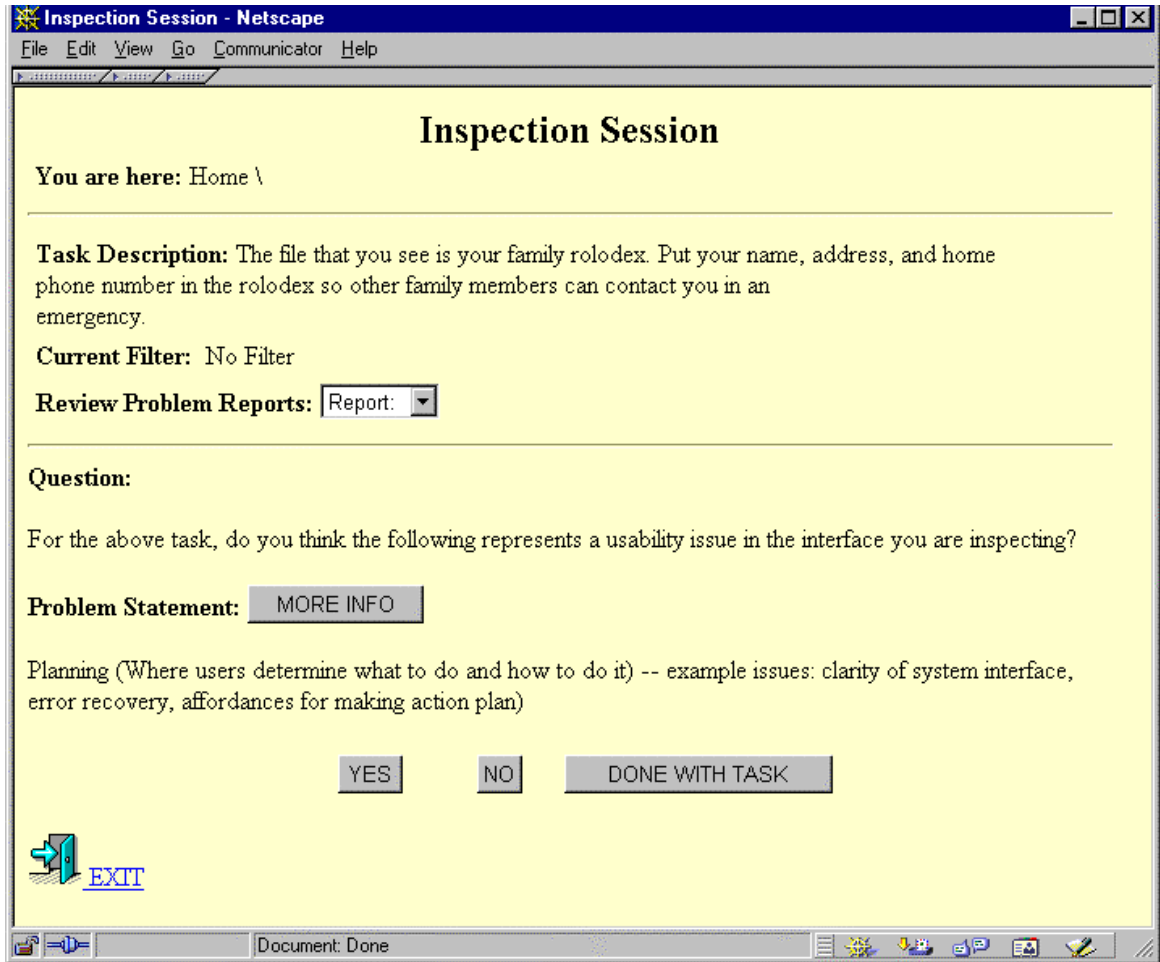 Inspection Session - Netscape
File Edit View Go Communicator Help
Inspection Session
You are here: Home \
Task Description: The file that you see is your family rolodex. Put your name, address, and home
phone number in the rolodex so other family members can contact you in an
emergency.
Current Filter: No Filter
Review Problem Reports: Report:
Question:
For the above task, do you think the following represents a usability issue in the interface you are inspecting?
Problem Statement: MORE INFO
Planning (Where users determine what to do and how to do it) -- example issues: clarity of system interface,
error recovery, affordances for making action plan)
YES NO DONE WITH TASK
EXIT
Document: Done